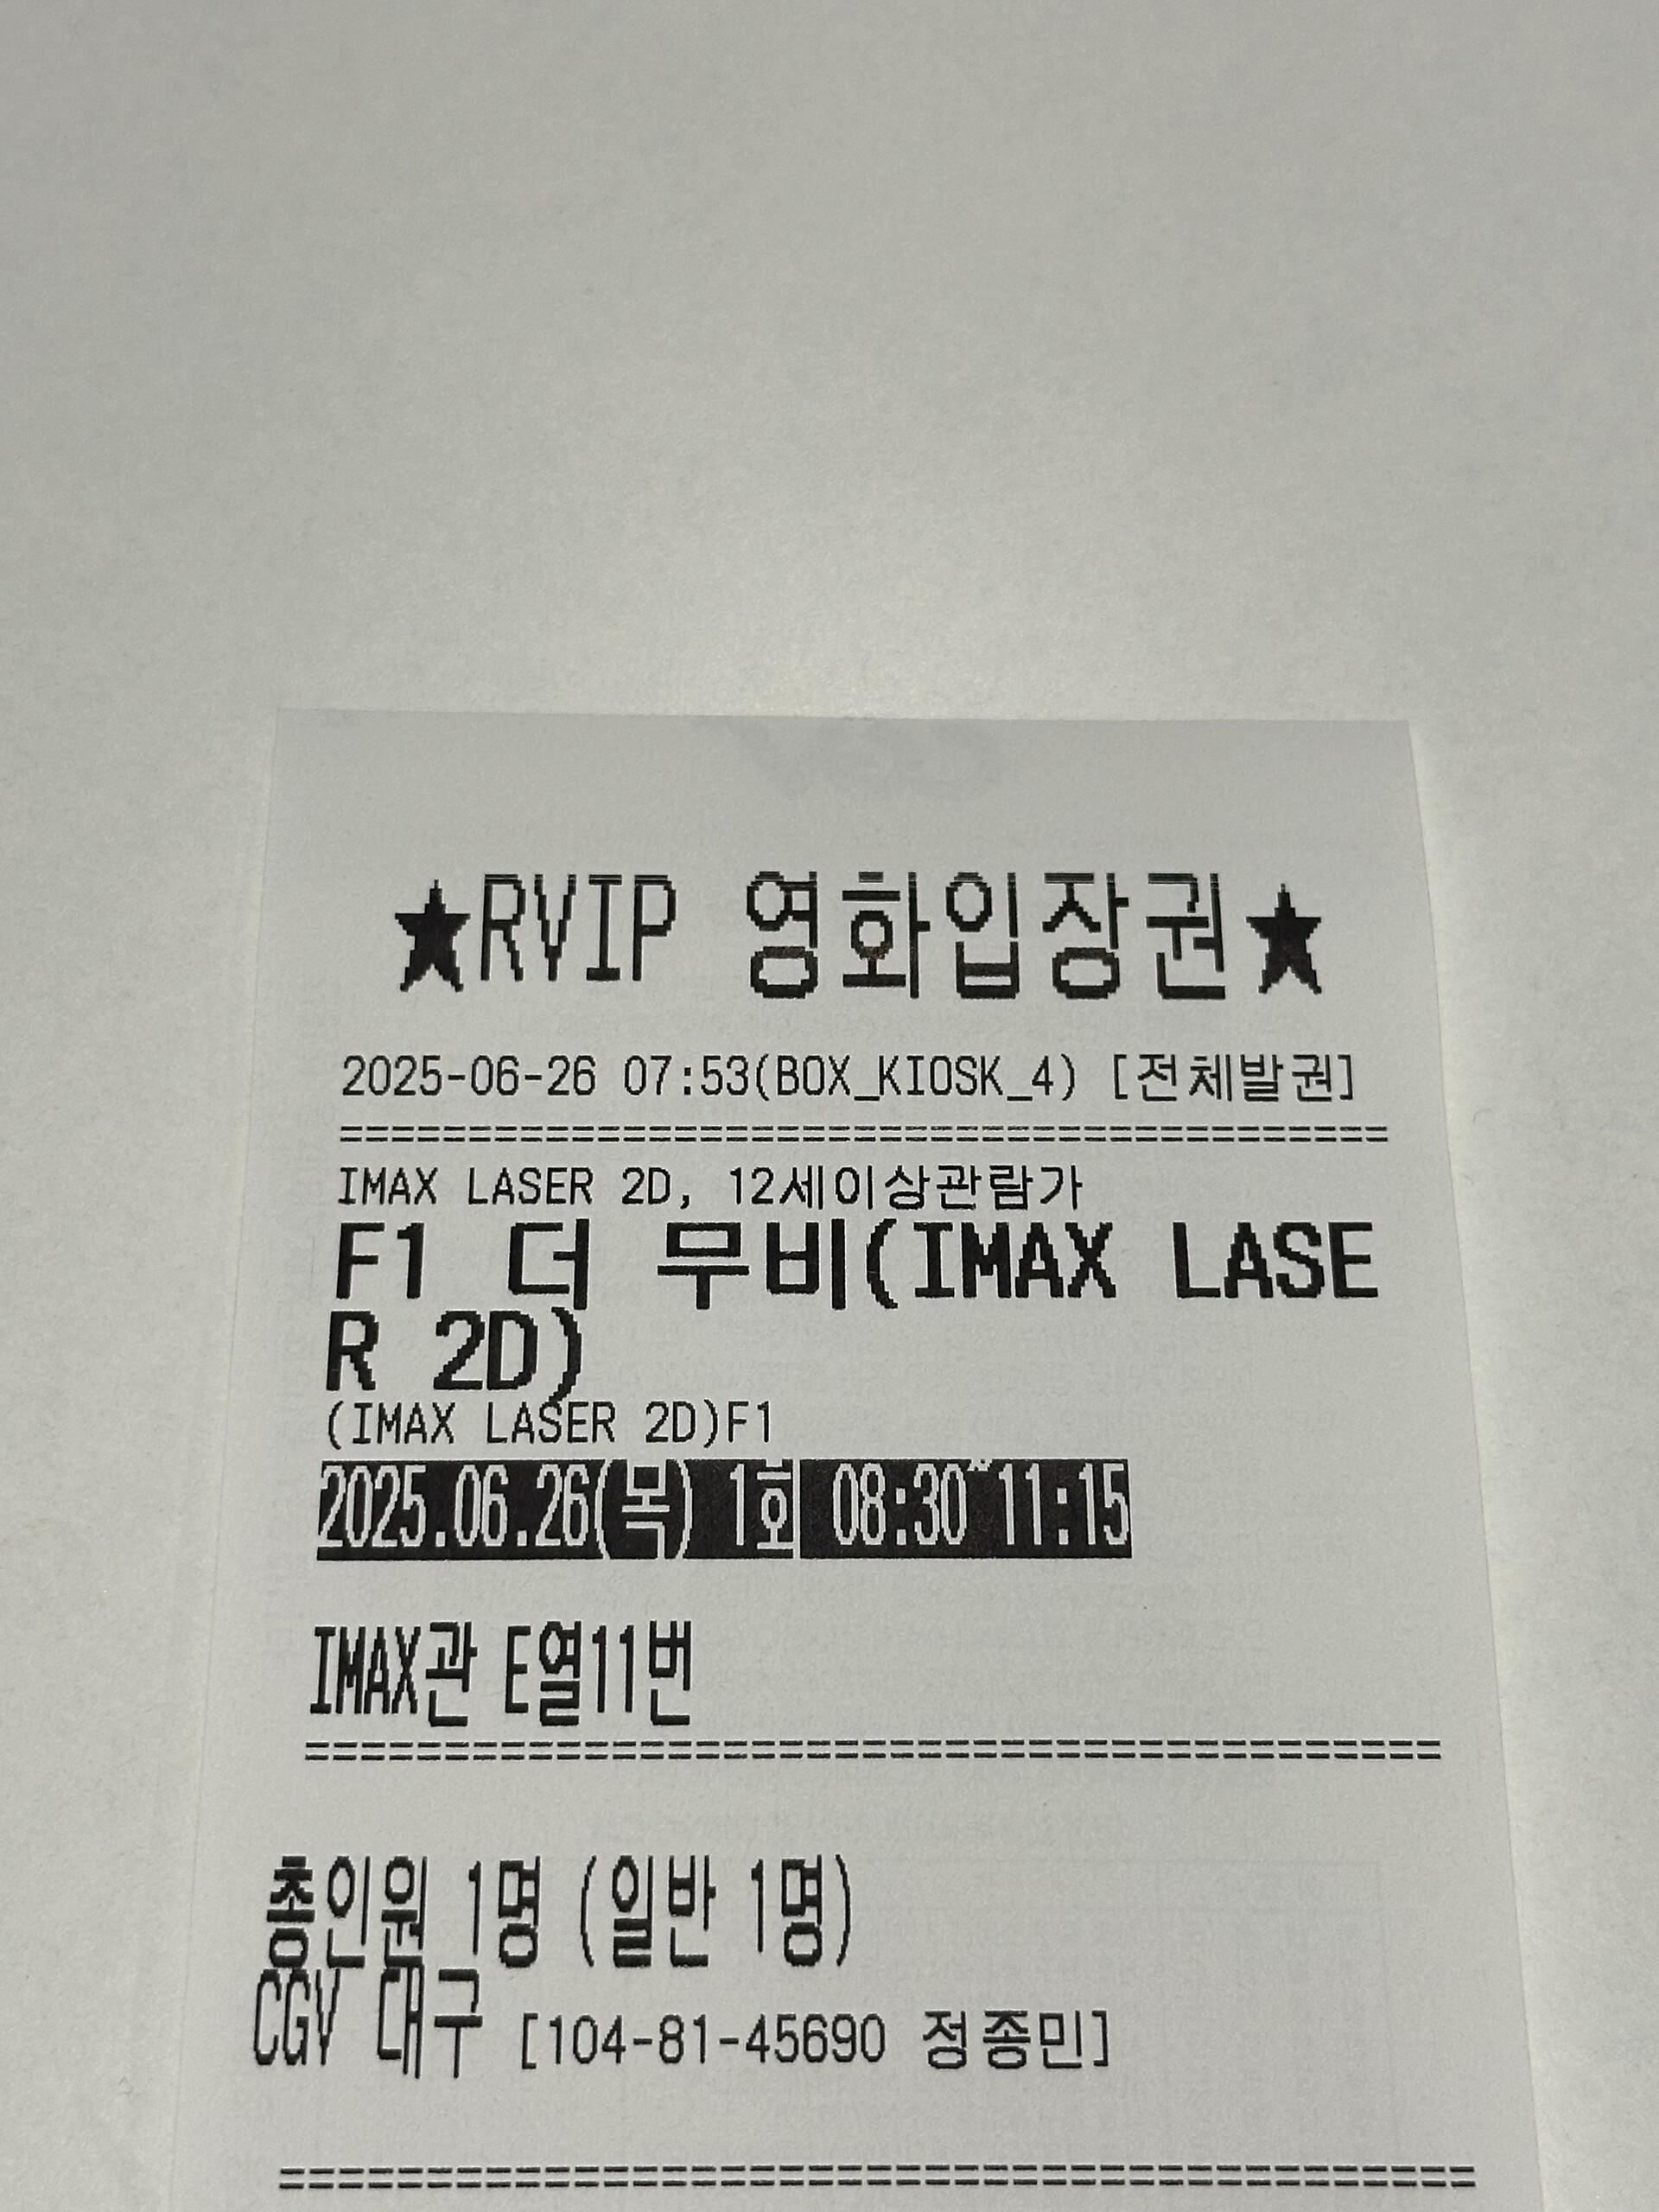 ★RVIP 영화입장권★
2025-06-26 07:53(BOX_KIOSK_4) [전체발권]
=========================================
IMAX LASER 2D, 12세이상관람가
F1 더 무비(IMAX LASE
R 2D)
(IMAX LASER 2D)F1
2025.06.26(목) 1회 08:30~11:15
IMAX관 E열11번
=========================================
총인원 1명 (일반 1명)
CGV 대구 [104-81-45690 정종민]
=========================================